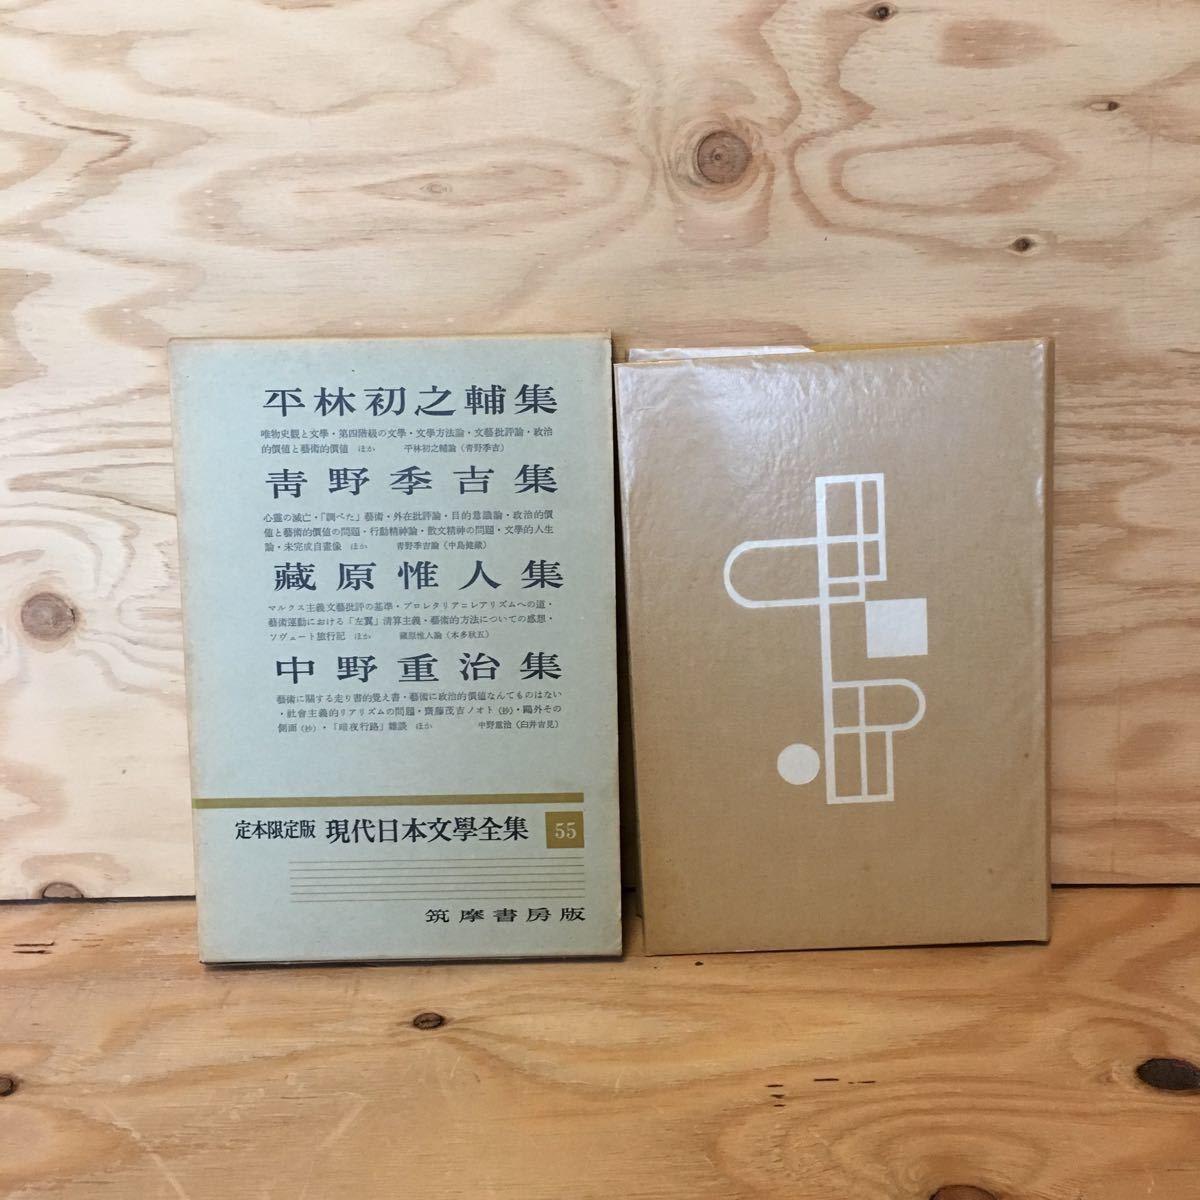 平林初之輔集
唯物史觀と文學・第四階級の文學・文學方法論・文藝批評論・政治
的價値と藝術的價値 ほか 平林初之輔論（靑野季吉）
靑野季吉集
心靈の滅亡・「調べた」藝術・外在批評論・目的意識論・政治的價
値と藝術的價値の問題・行動精神論・散文精神の問題・文學的人生
論・未完成自畫像 ほか 靑野季吉論（中島健藏）
藏原惟人集
マルクス主義文藝批評の基準・プロレタリア=レアリズムへの道・
藝術運動における「左翼」清算主義・藝術的方法についての感想・
ソヴェート旅行記 ほか 藏原惟人論（本多秋五）
中野重治集
藝術に關する走り書的覺え書・藝術に政治的價値なんてものはない
・社會主義的リアリズムの問題・齋藤茂吉ノオト（抄）・鷗外その
側面（抄）・「暗夜行路」雜談 ほか 中野重治（臼井吉見）
定本限定版 現代日本文學全集 55
筑摩書房版